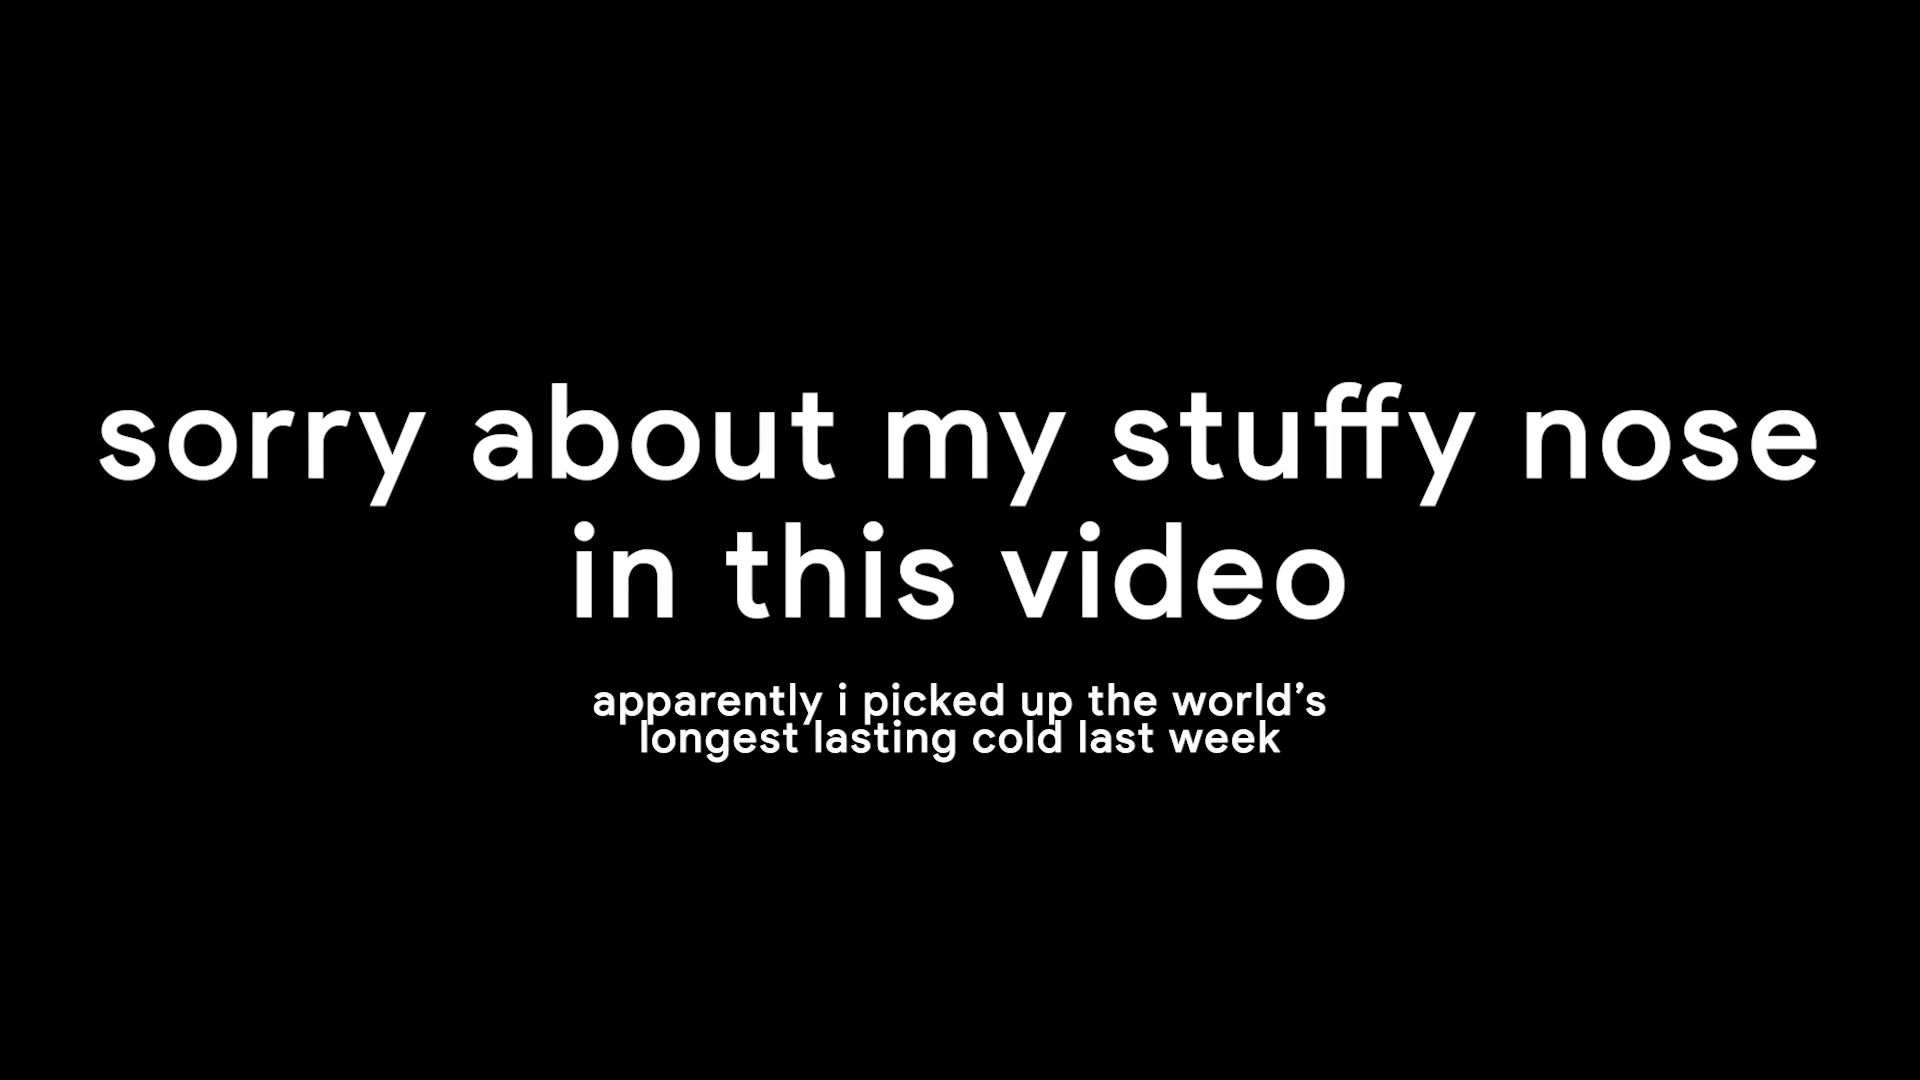 sorry about my stuffy nose
in this video
apparently i picked up the world’s
longest lasting cold last week